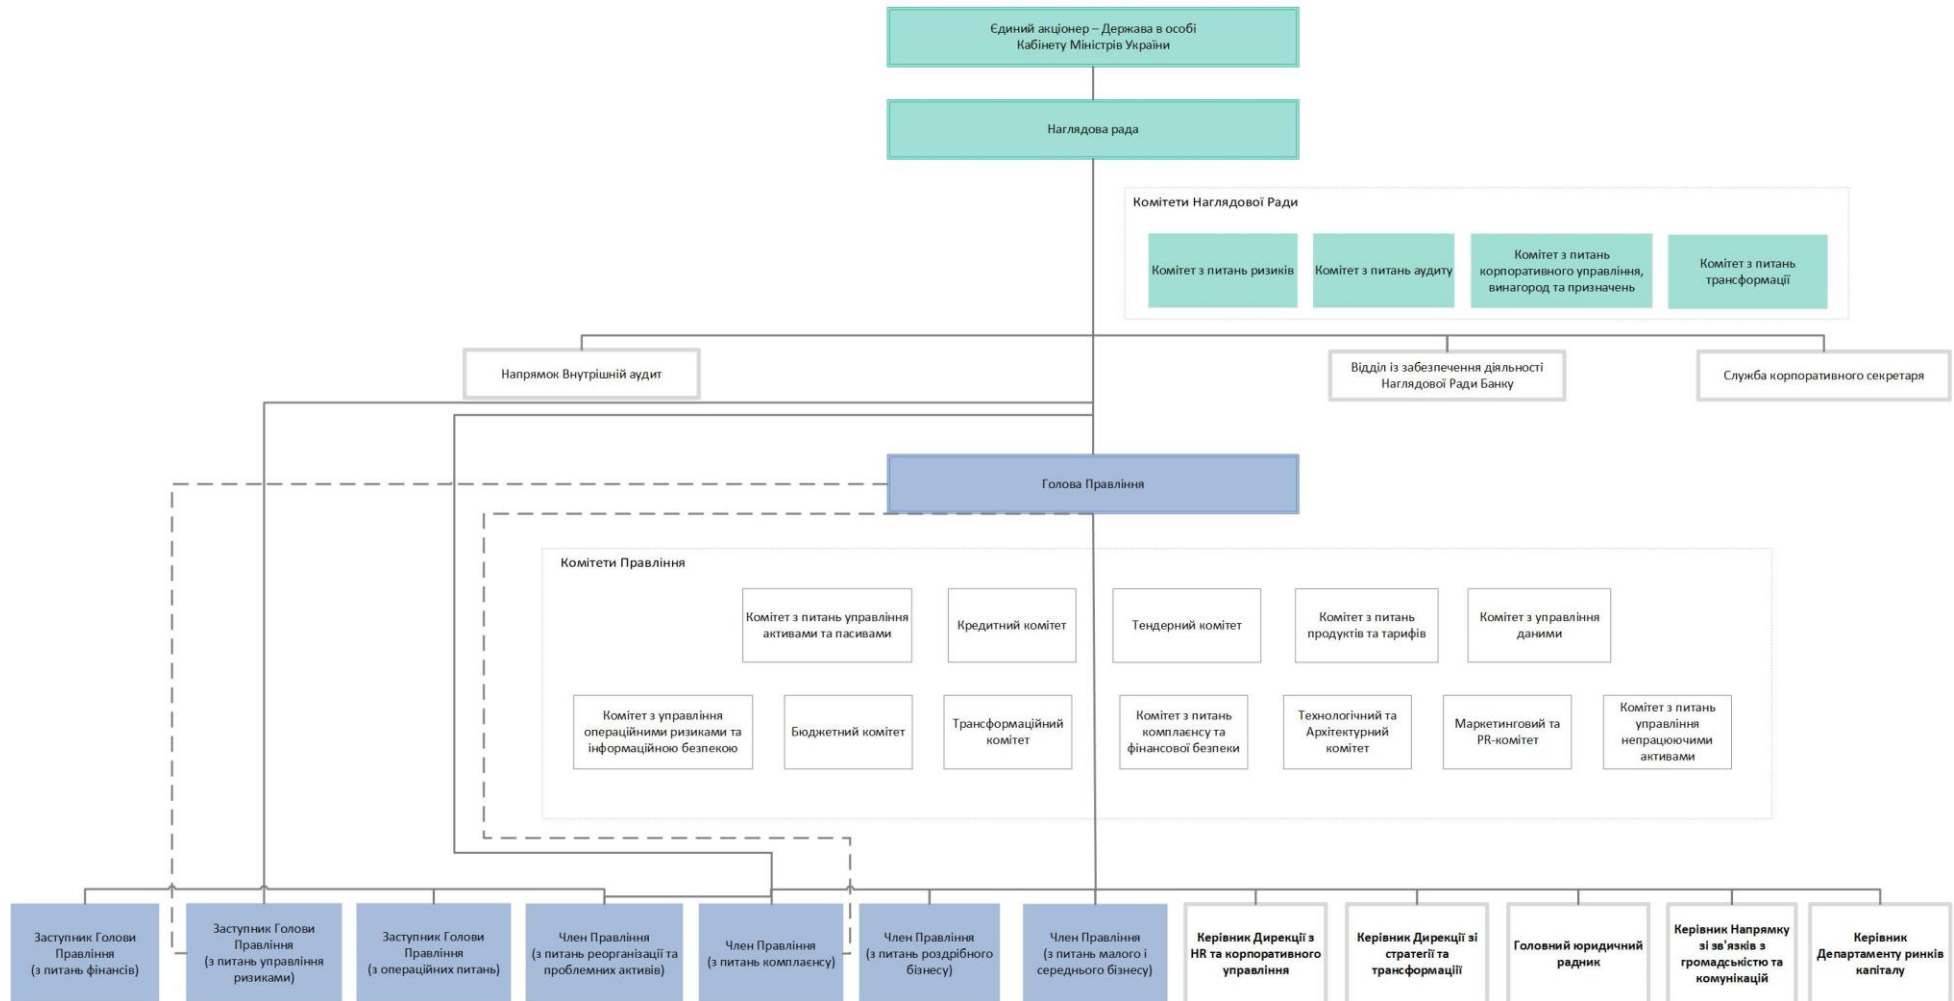 Єдиний акціонер – Держава в особі
Кабінету Міністрів України
Наглядова рада
Комітети Наглядової Ради
Комітет з питань ризиків
Комітет з питань аудиту
Комітет з питань
корпоративного управління,
винагород та призначень
Комітет з питань
трансформації
Напрямок Внутрішній аудит
Відділ із забезпечення діяльності
Наглядової Ради Банку
Служба корпоративного секретаря
Голова Правління
Комітети Правління
Комітет з питань управління
активами та пасивами
Кредитний комітет
Тендерний комітет
Комітет з питань
продуктів та тарифів
Комітет з управління
даними
Комітет з управління
операційними ризиками та
інформаційною безпекою
Бюджетний комітет
Трансформаційний
комітет
Комітет з питань
комплаєнсу та
фінансової безпеки
Технологічний та
Архітектурний
комітет
Маркетинговий та
PR-комітет
Комітет з питань
управління
непрацюючими
активами
Заступник Голови
Правління
(з питань фінансів)
Заступник Голови
Правління
(з питань управління
ризиками)
Заступник Голови
Правління
(з операційних питань)
Член Правління
(з питань реорганізації та
проблемних активів)
Член Правління
(з питань комплаєнсу)
Член Правління
(з питань роздрібного
бізнесу)
Член Правління
(з питань малого і
середнього бізнесу)
Керівник Дирекції з
HR та корпоративного
управління
Керівник Дирекції зі
стратегії та
трансформаціїї
Головний юридичний
радник
Керівник Напрямку
зі зв'язків з
громадськістю та
комунікацій
Керівник
Департаменту ринків
капіталу